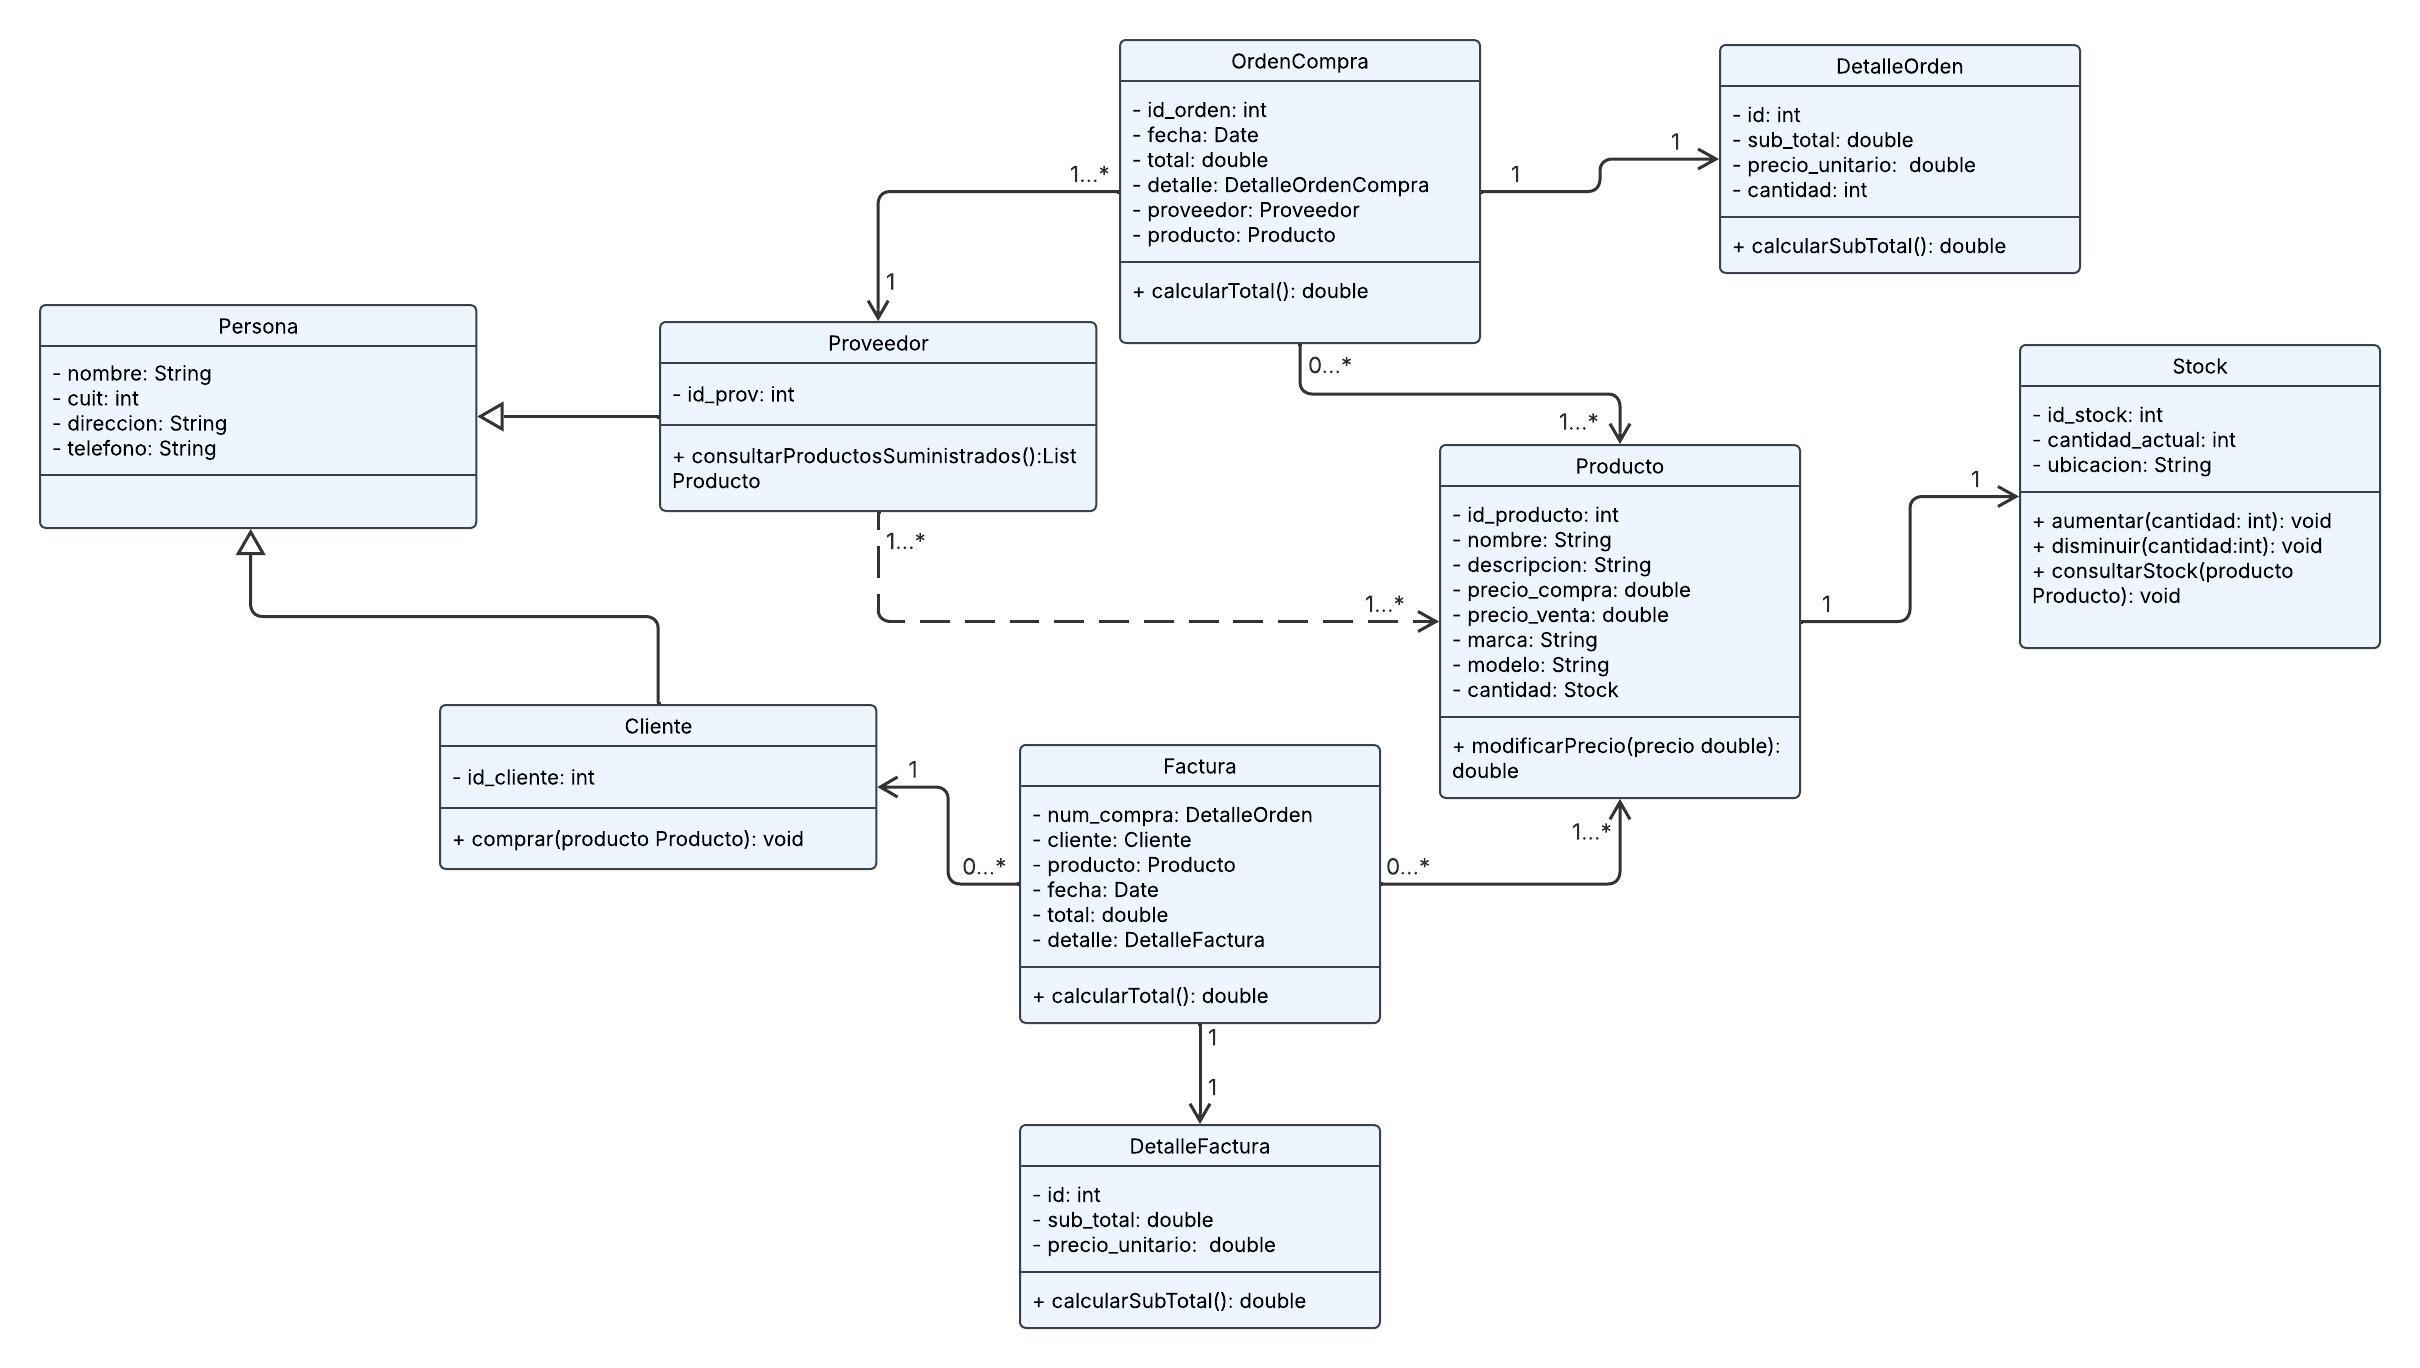 OrdenCompra
- id_orden: int
- fecha: Date
- total: double
- detalle: DetalleOrdenCompra
- proveedor: Proveedor
- producto: Producto
+ calcularTotal(): double
DetalleOrden
- id: int
- sub_total: double
- precio_unitario:  double
- cantidad: int
+ calcularSubTotal(): double
1...*
1
1
1
Persona
- nombre: String
- cuit: int
- direccion: String
- telefono: String
Proveedor
- id_prov: int
+ consultarProductosSuministrados():List
Producto
0...*
1...*
Stock
- id_stock: int
- cantidad_actual: int
- ubicacion: String
+ aumentar(cantidad: int): void
+ disminuir(cantidad:int): void
+ consultarStock(producto
Producto): void
Producto
- id_producto: int
- nombre: String
- descripcion: String
- precio_compra: double
- precio_venta: double
- marca: String
- modelo: String
- cantidad: Stock
+ modificarPrecio(precio double):
double
1
1
1...*
1...*
Cliente
- id_cliente: int
+ comprar(producto Producto): void
1
0...*
Factura
- num_compra: DetalleOrden
- cliente: Cliente
- producto: Producto
- fecha: Date
- total: double
- detalle: DetalleFactura
+ calcularTotal(): double
0...*
1...*
1
1
DetalleFactura
- id: int
- sub_total: double
- precio_unitario:  double
+ calcularSubTotal(): double